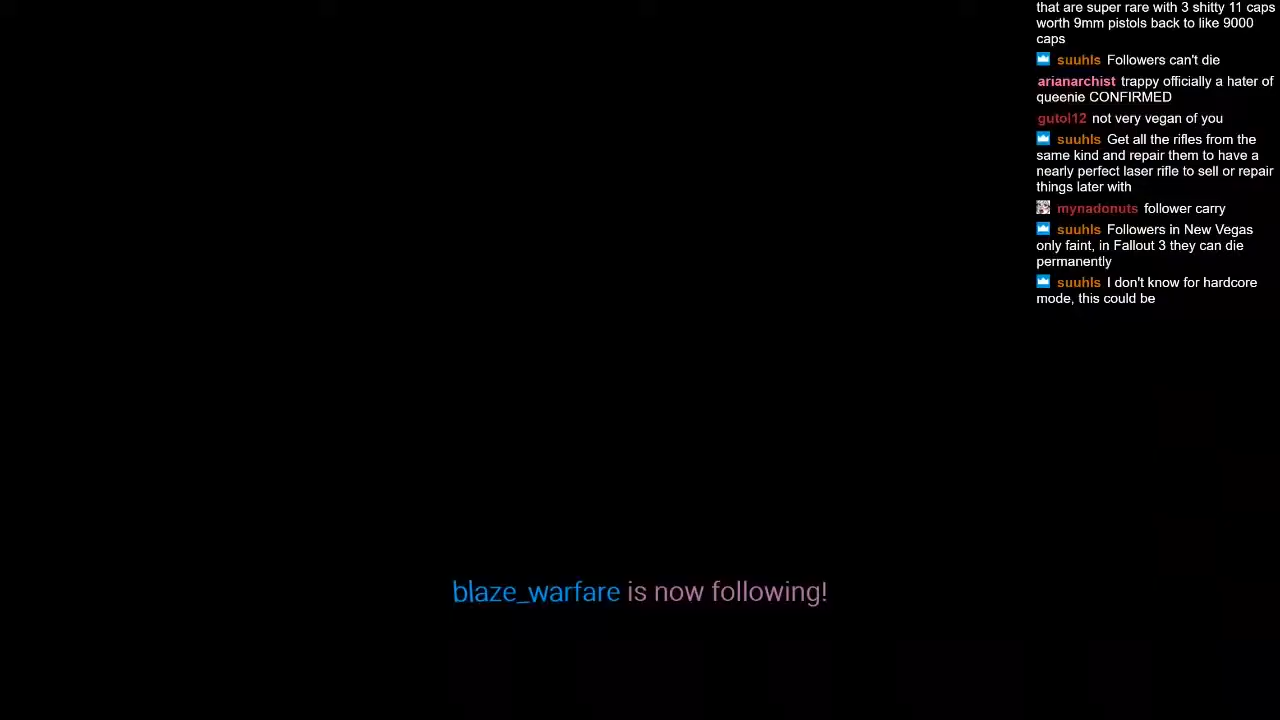 that are super rare with 3 shitty 11 caps
worth 9mm pistols back to like 9000
caps
suuhls Followers can't die
arianarchist trappy officially a hater of
queenie CONFIRMED
gutol12 not very vegan of you
suuhls Get all the rifles from the
same kind and repair them to have a
nearly perfect laser rifle to sell or repair
things later with
mynadonuts follower carry
suuhls Followers in New Vegas
only faint, in Fallout 3 they can die
permanently
suuhls I don't know for hardcore
mode, this could be
blaze_warfare is now following!